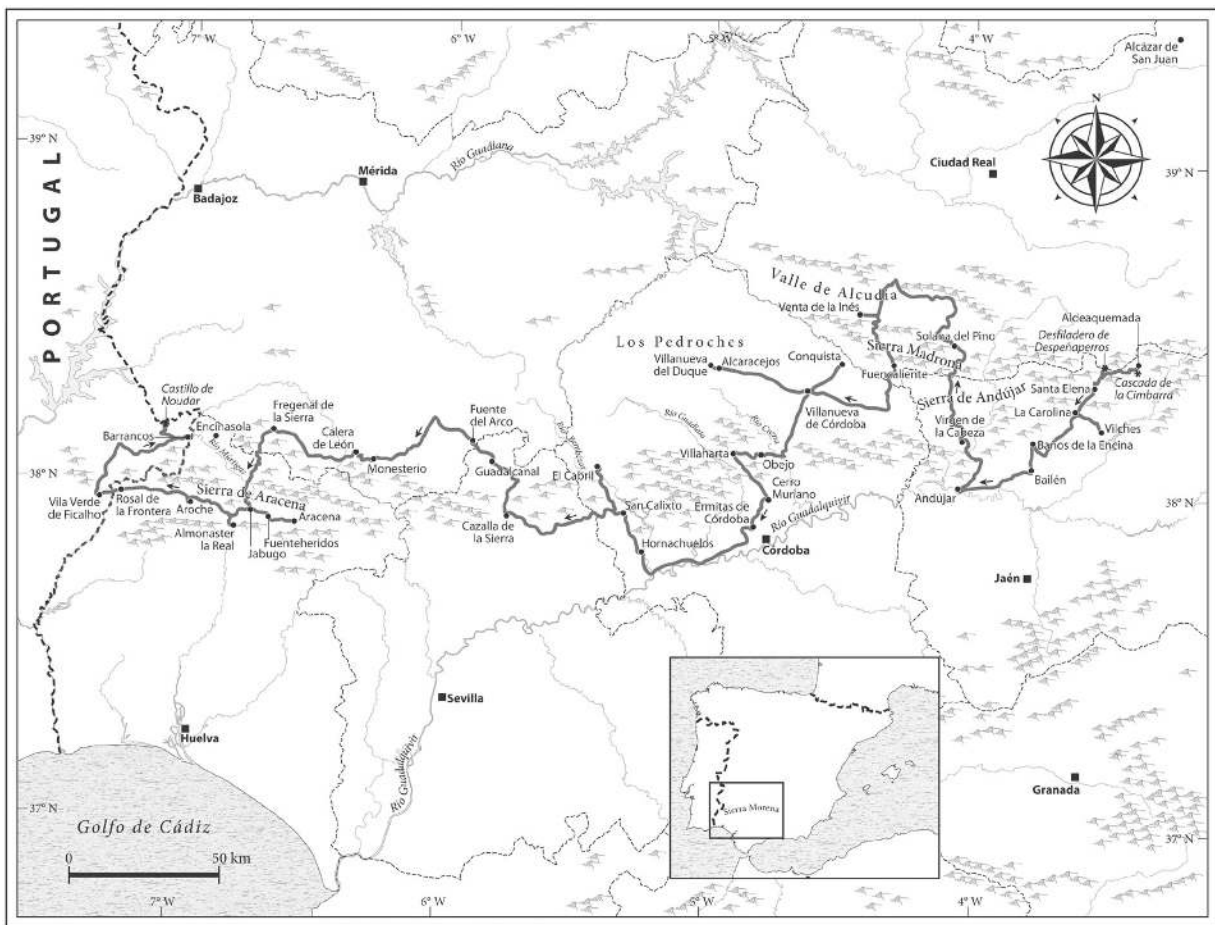 7° W
6° W
5° W
4° W
Alcázar de
San Juan
N
39° N
39° N
PORTUGAL
Badajoz
Mérida
Río Guadiana
Ciudad Real
Valle de Alcudia
Venta de la Inés
Solana del Pino
Aldeaquemada
Desfiladero de
Despeñaperros
Los Pedroches
Villanueva
del Duque
Alcaracejos
Conquista
Sierra Madrona
Fuencaliente
Santa Elena
Cascada de
la Cimbarra
Sierra de Andújar
La Carolina
Vilches
Castillo de
Noudar
Barrancos
Encinasola
Río Múrtiga
Fregenal de
la Sierra
Calera
de León
Monesterio
Fuente
del Arco
Guadalcanal
El Cabril
Río Guadiato
Río Cuzna
Villanueva
de Córdoba
Virgen de
la Cabeza
Baños de la Encina
Villaharta
Obejo
Bailén
Andújar
38° N
38° N
Vila Verde
de Ficalho
Rosal de
la Frontera
Sierra de Aracena
Aroche
Aracena
Almonaster
la Real
Jabugo
Fuenteheridos
Cazalla de
la Sierra
San Calixto
Hornachuelos
Cerro
Muriano
Ermitas de
Córdoba
Río Guadalquivir
Córdoba
Jaén
Sevilla
Huelva
Río Guadalquivir
Sierra Morena
Granada
37° N
37° N
Golfo de Cádiz
0
50 km
7° W
6° W
5° W
4° W